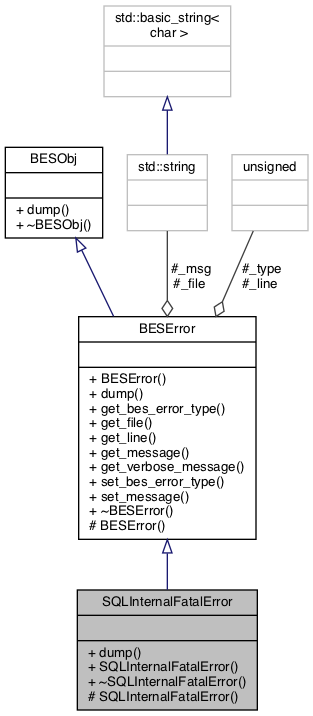 std::basic_string<
char >
BESObj
+ dump()
+ ~BESObj()
std::string
unsigned
#_msg
#_file
#_type
#_line
BESError
+ BESError()
+ dump()
+ get_bes_error_type()
+ get_file()
+ get_line()
+ get_message()
+ get_verbose_message()
+ set_bes_error_type()
+ set_message()
+ ~BESError()
# BESError()
SQLInternalFatalError
+ dump()
+ SQLInternalFatalError()
+ ~SQLInternalFatalError()
# SQLInternalFatalError()